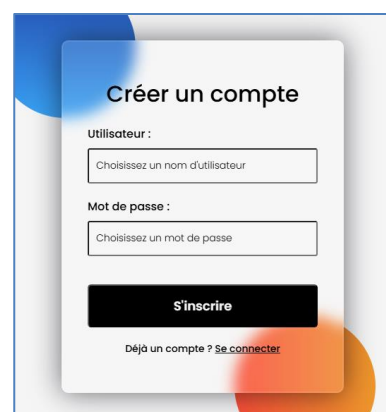 Créer un compte
Utilisateur :
Choisissez un nom d'utilisateur
Mot de passe :
Choisissez un mot de passe
S'inscrire
Déjà un compte ? Se connecter